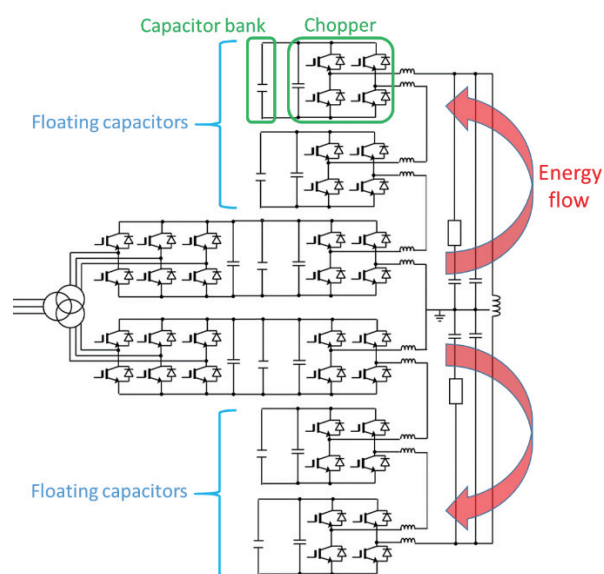 Capacitor bank
Chopper
Floating capacitors
Energy
flow
Floating capacitors